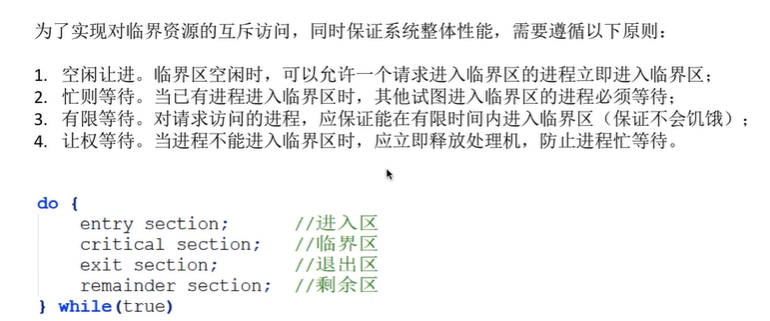 为了实现对临界资源的互斥访问，同时保证系统整体性能，需要遵循以下原则：
1. 空闲让进。临界区空闲时，可以允许一个请求进入临界区的进程立即进入临界区；
2. 忙则等待。当已有进程进入临界区时，其他试图进入临界区的进程必须等待；
3. 有限等待。对请求访问的进程，应保证能在有限时间内进入临界区（保证不会饥饿）；
4. 让权等待。当进程不能进入临界区时，应立即释放处理机，防止进程忙等待。
do {
entry section; //进入区
critical section; //临界区
exit section; //退出区
remainder section; //剩余区
} while(true)